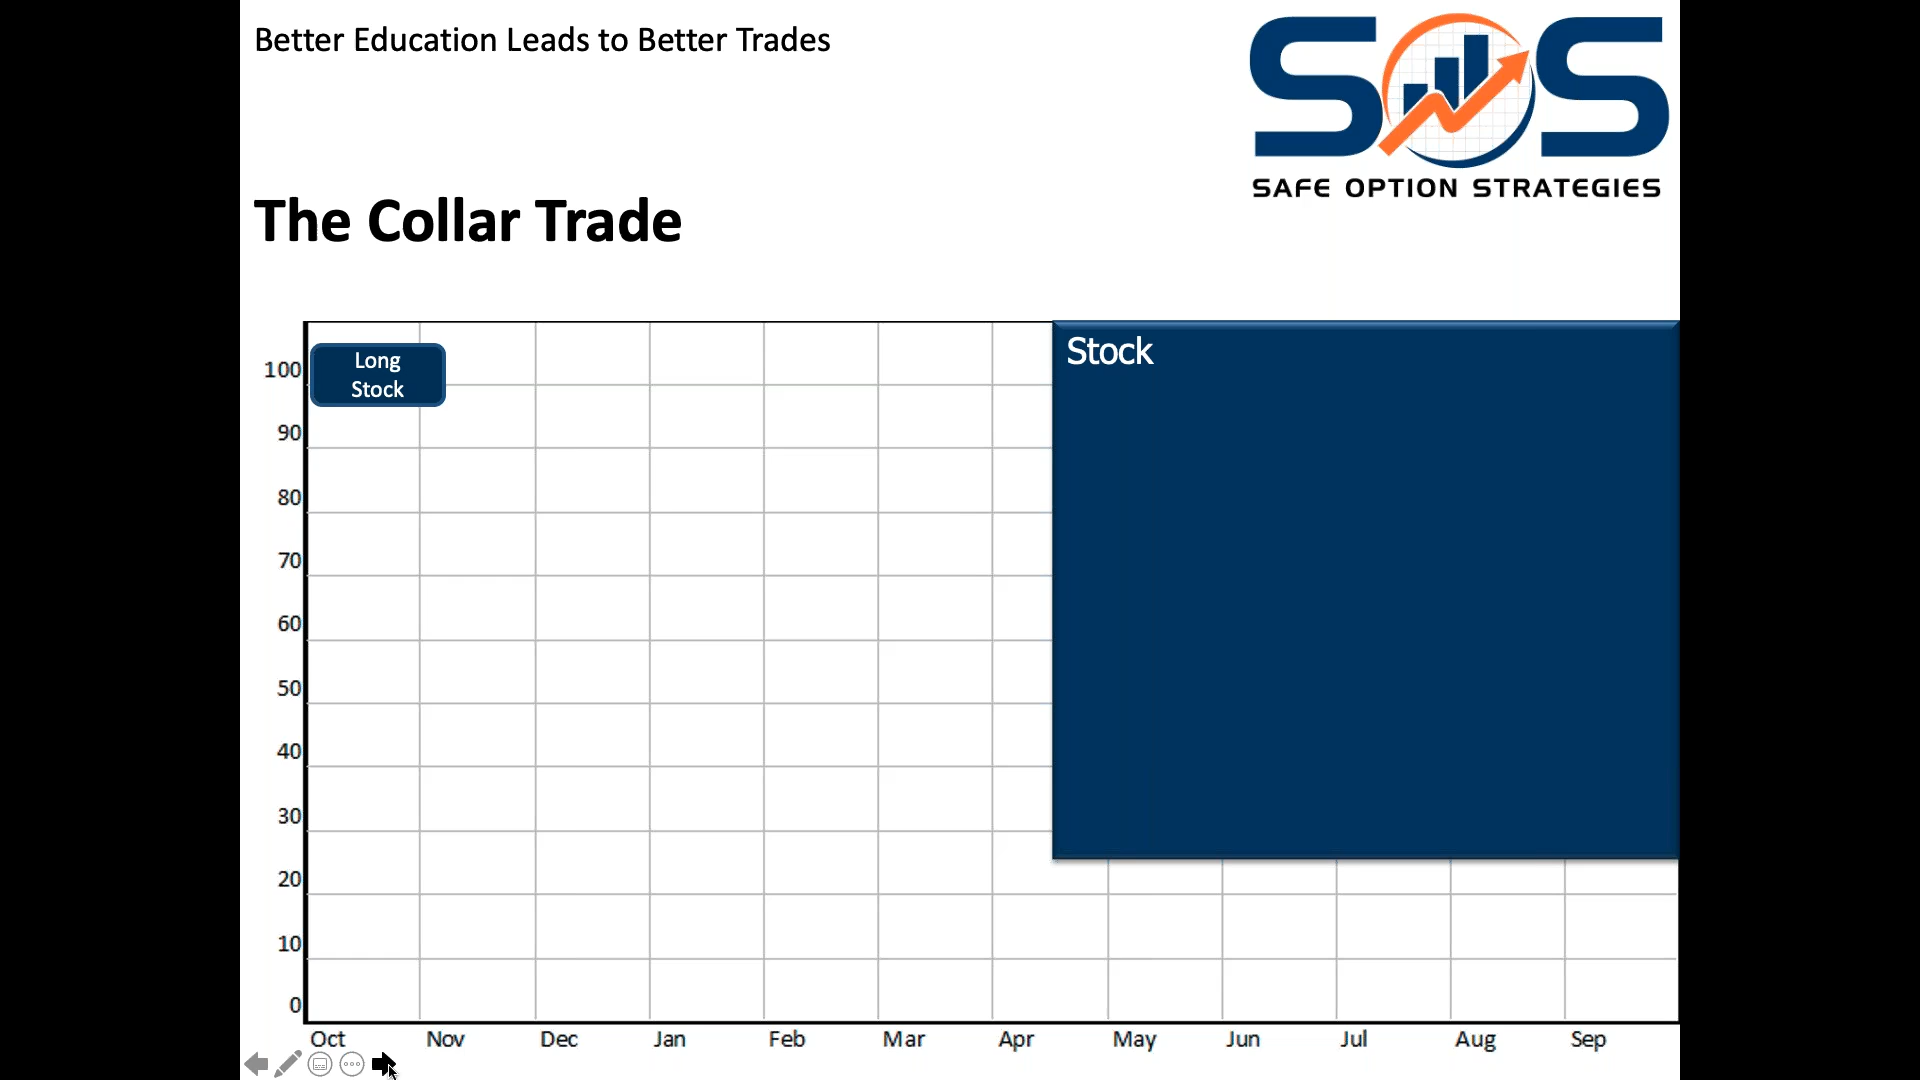 Better Education Leads to Better Trades
SOS
SAFE OPTION STRATEGIES
The Collar Trade
Long
Stock
Stock
100
90
80
70
60
50
40
30
20
10
0
Oct Nov Dec Jan Feb Mar Apr May Jun Jul Aug Sep